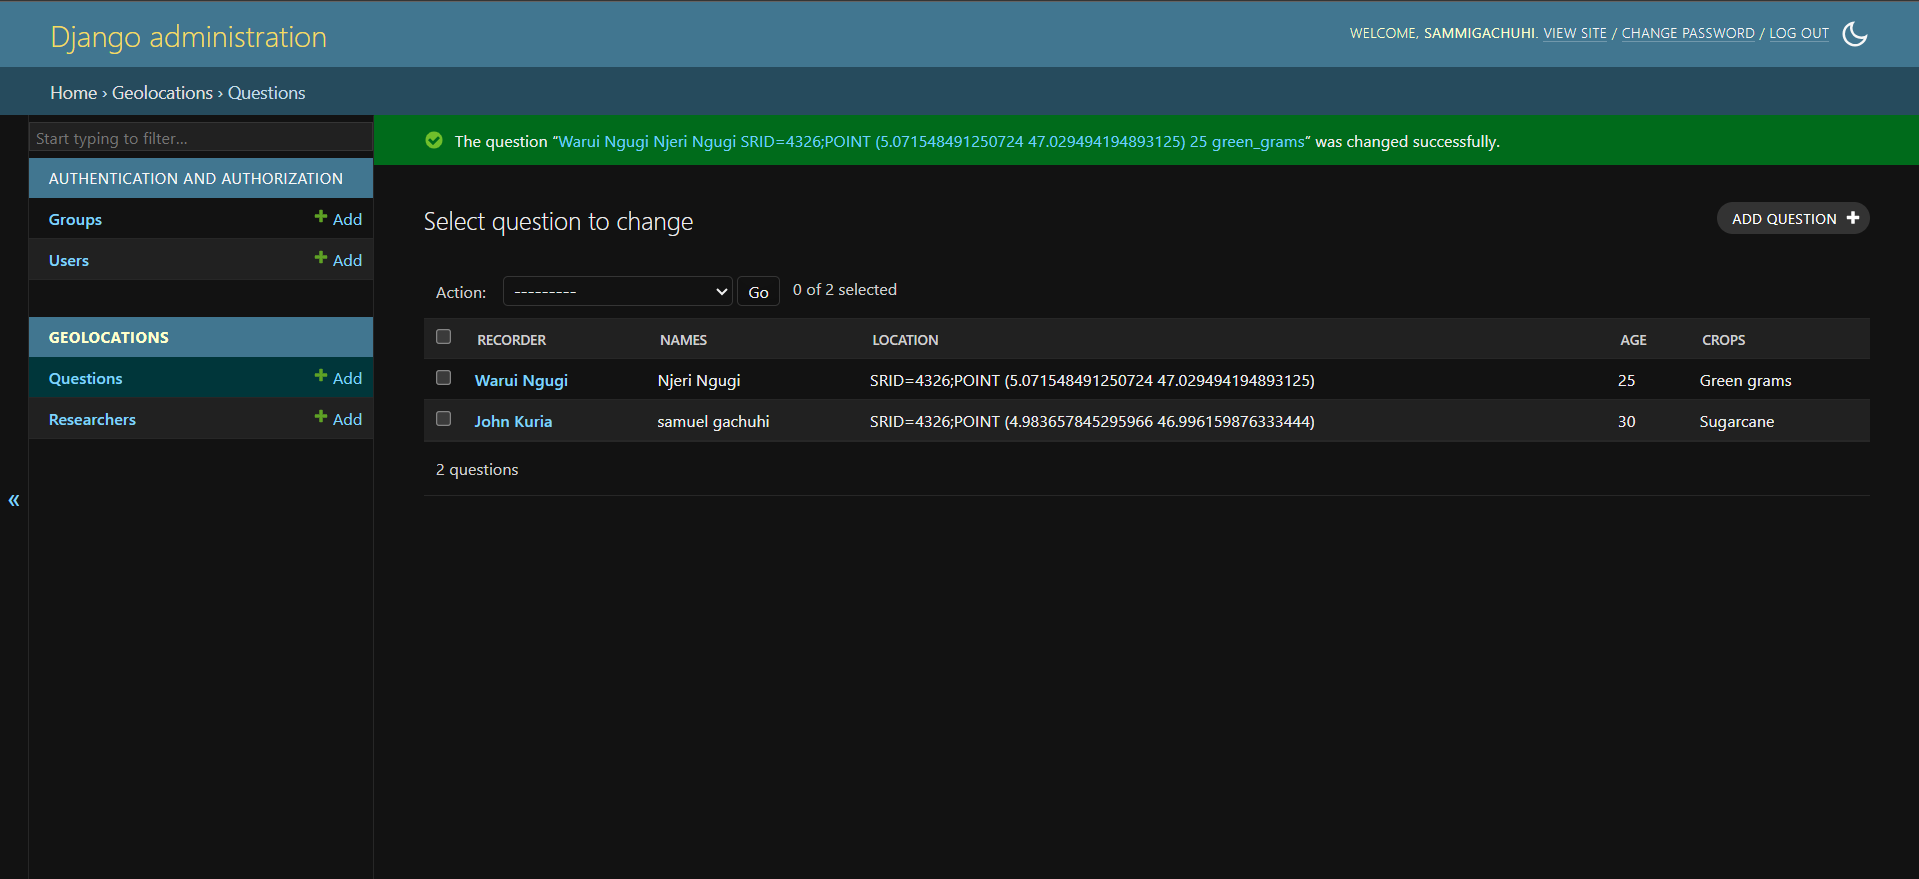 Django administration
WELCOME, SAMMIGACHUHI. VIEW SITE / CHANGE PASSWORD / LOG OUT
Home › Geolocations › Questions
Start typing to filter...
AUTHENTICATION AND AUTHORIZATION
Groups Add
Users Add
GEOLOCATIONS
Questions Add
Researchers Add
«
The question “Warui Ngugi Njeri Ngugi SRID=4326;POINT (5.071548491250724 47.029494194893125) 25 green_grams” was changed successfully.
Select question to change
ADD QUESTION
Action: --------- Go 0 of 2 selected
RECORDER NAMES LOCATION AGE CROPS
Warui Ngugi Njeri Ngugi SRID=4326;POINT (5.071548491250724 47.029494194893125) 25 Green grams
John Kuria samuel gachuhi SRID=4326;POINT (4.983657845295966 46.996159876333444) 30 Sugarcane
2 questions